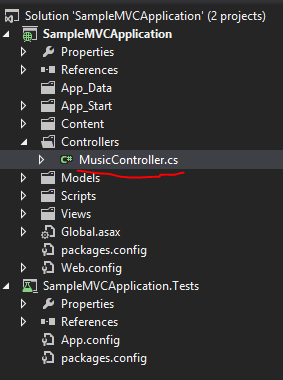 Solution 'SampleMVCApplication' (2 projects)
SampleMVCApplication
Properties
References
App_Data
App_Start
Content
Controllers
C# MusicController.cs
Models
Scripts
Views
Global.asax
packages.config
Web.config
SampleMVCApplication.Tests
Properties
References
App.config
packages.config